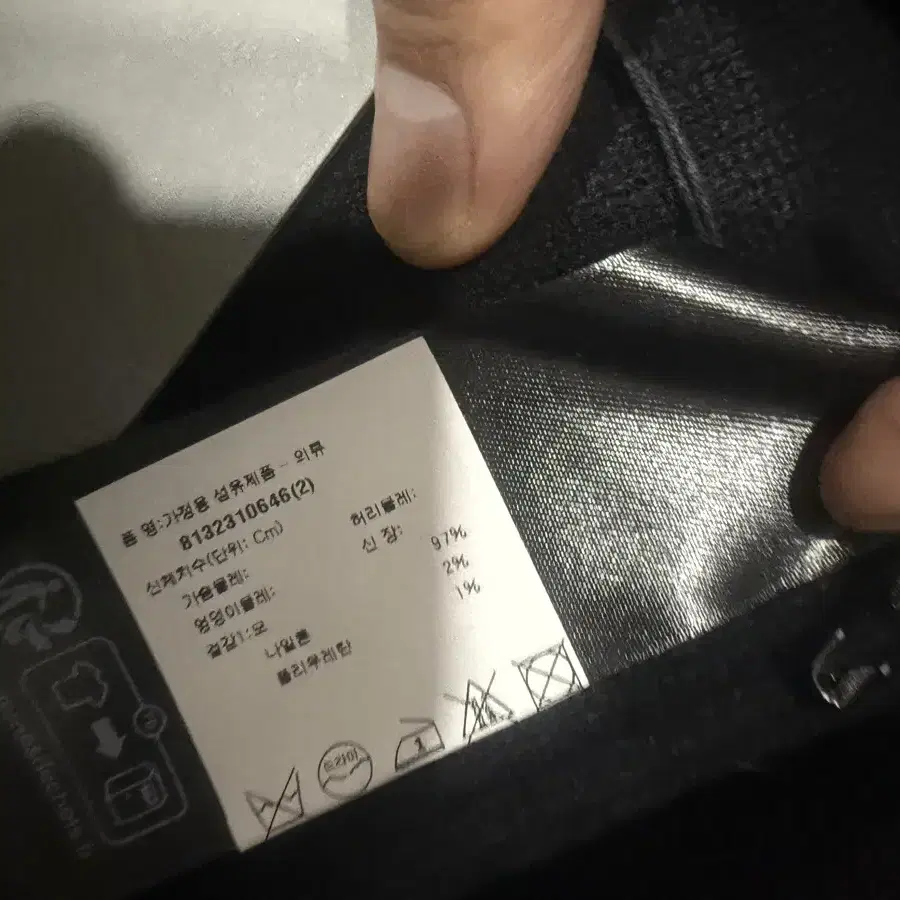 품 명:가정용 섬유제품 - 의류
8132310646(2)
신체치수(단위: Cm)
허리둘레:
가슴둘레:
신 장:
엉덩이둘레:
겉감1:모 97%
나일론 2%
폴리우레탄 1%
드라이
1